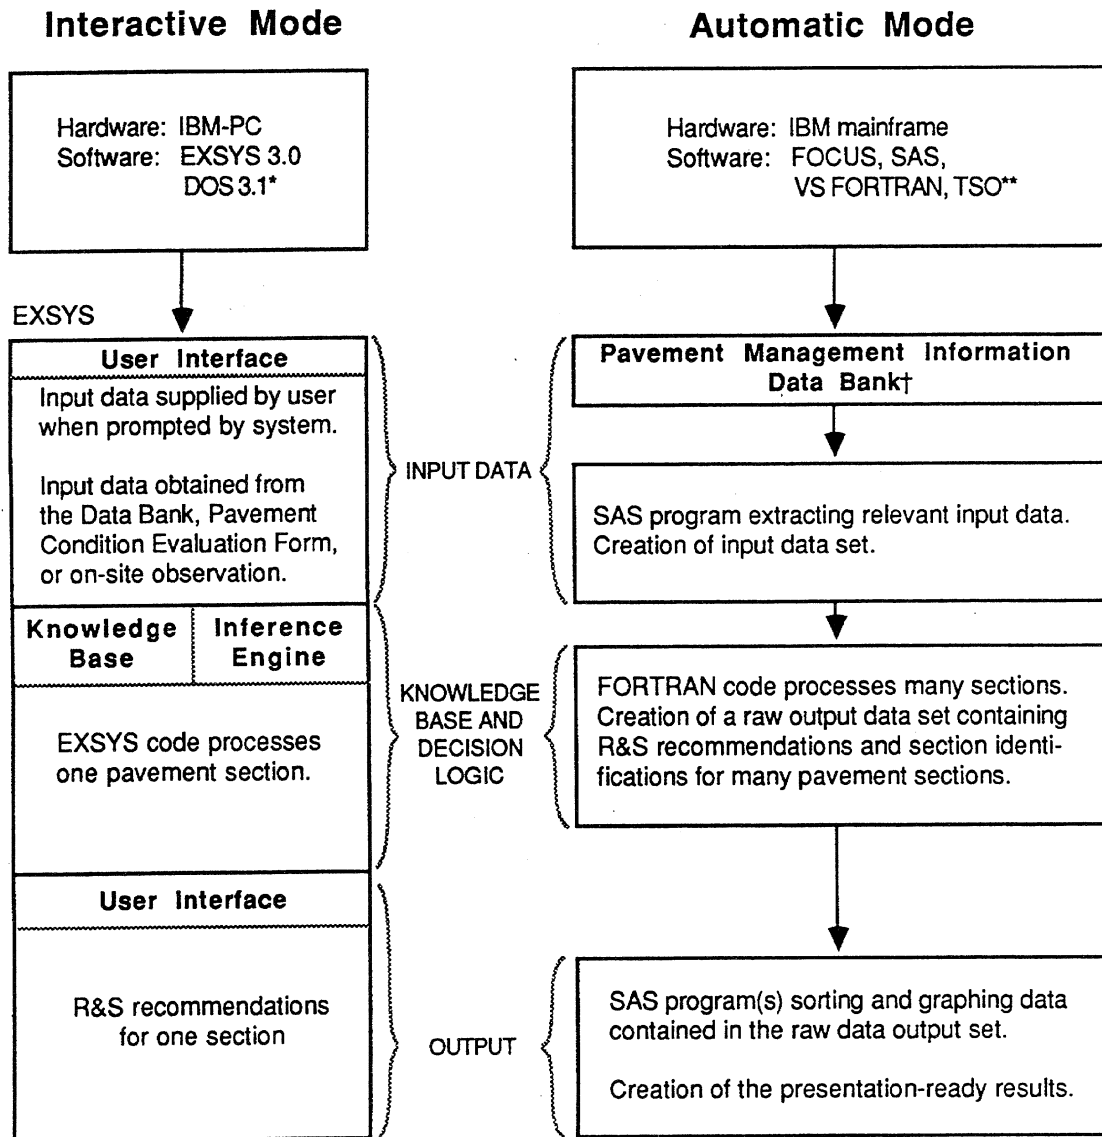 Interactive Mode
Hardware: IBM-PC
Software: EXSYS 3.0
DOS 3.1*
EXSYS
User Interface
Input data supplied by user
when prompted by system.
Input data obtained from
the Data Bank, Pavement
Condition Evaluation Form,
or on-site observation.
Knowledge
Base
Inference
Engine
EXSYS code processes
one pavement section.
User Interface
R&S recommendations
for one section
INPUT DATA
KNOWLEDGE
BASE AND
DECISION
LOGIC
OUTPUT
Automatic Mode
Hardware: IBM mainframe
Software: FOCUS, SAS,
VS FORTRAN, TSO**
Pavement Management Information
Data Bank†
SAS program extracting relevant input data.
Creation of input data set.
FORTRAN code processes many sections.
Creation of a raw output data set containing
R&S recommendations and section identi-
fications for many pavement sections.
SAS program(s) sorting and graphing data
contained in the raw data output set.
Creation of the presentation-ready results.